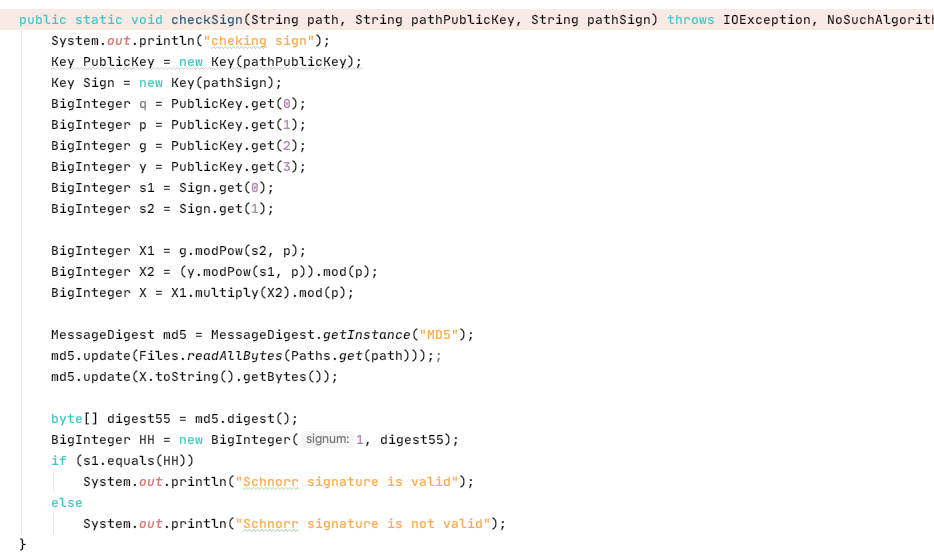 public static void checkSign(String path, String pathPublicKey, String pathSign) throws IOException, NoSuchAlgorith
System.out.println("cheking sign");
Key PublicKey = new Key(pathPublicKey);
Key Sign = new Key(pathSign);
BigInteger q = PublicKey.get(0);
BigInteger p = PublicKey.get(1);
BigInteger g = PublicKey.get(2);
BigInteger y = PublicKey.get(3);
BigInteger s1 = Sign.get(0);
BigInteger s2 = Sign.get(1);
BigInteger X1 = g.modPow(s2, p);
BigInteger X2 = (y.modPow(s1, p)).mod(p);
BigInteger X = X1.multiply(X2).mod(p);
MessageDigest md5 = MessageDigest.getInstance("MD5");
md5.update(Files.readAllBytes(Paths.get(path)));;
md5.update(X.toString().getBytes());
byte[] digest55 = md5.digest();
BigInteger HH = new BigInteger( signum: 1, digest55);
if (s1.equals(HH))
System.out.println("Schnorr signature is valid");
else
System.out.println("Schnorr signature is not valid");
}